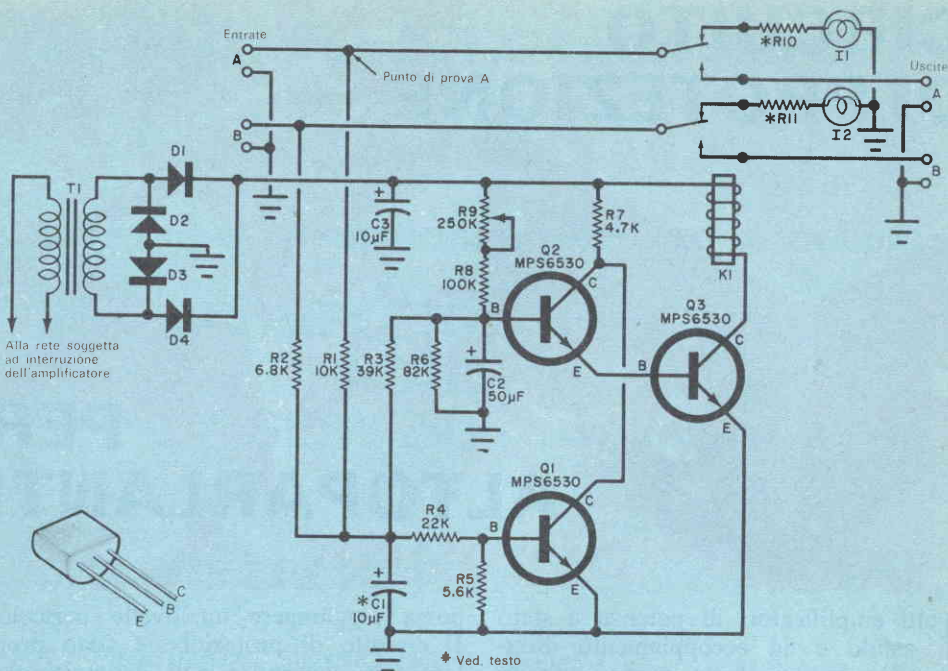 Entrate
A
Punto di prova A
*R10
I1
Uscite
A
B
*R11
I2
B
D1
T1
D2
D3
D4
+
C3
10µF
R9
250K
R8
100K
R7
4.7K
Q2
MPS6530
C
B
E
K1
Q3
MPS6530
C
B
E
Alla rete soggetta
ad interruzione
dell'amplificatore
R2
6.8K
R1
10K
R3
39K
R6
82K
+
C2
50µF
Q1
MPS6530
C
B
E
R4
22K
R5
5.6K
+
*C1
10µF
C
B
E
* Ved. testo